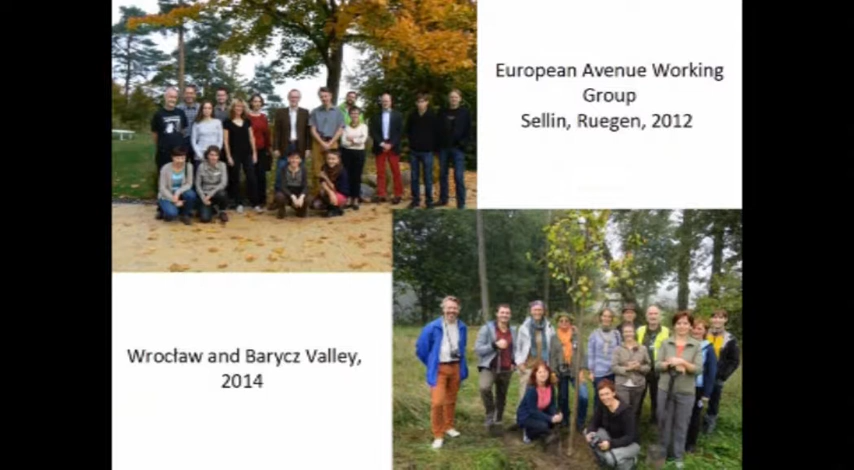 European Avenue Working
Group
Sellin, Ruegen, 2012
Wrocław and Barycz Valley,
2014